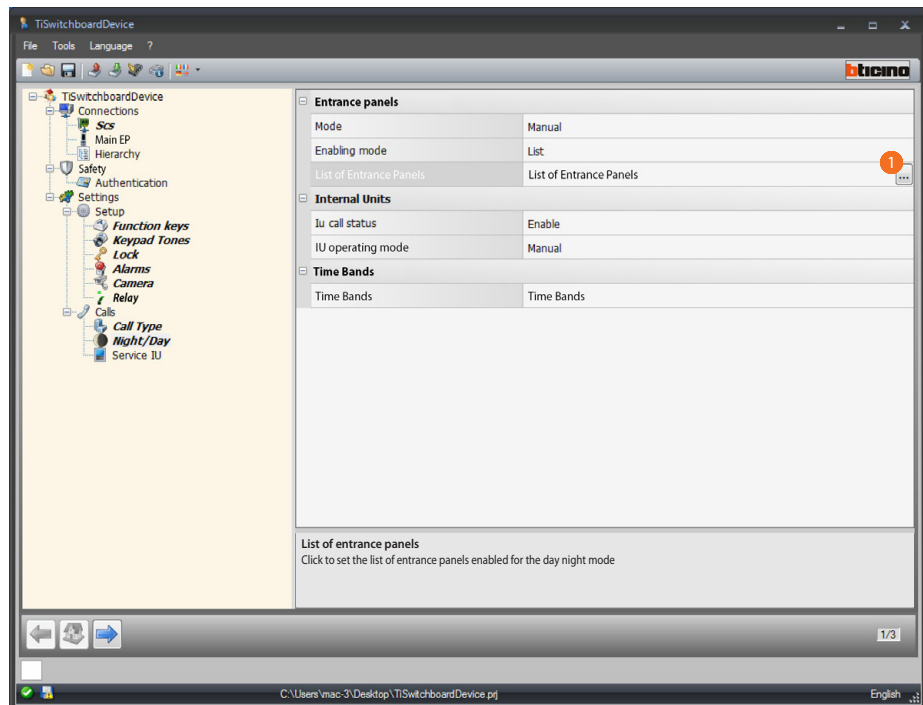 TiSwitchboardDevice
File Tools Language ?
bticino
TiSwitchboardDevice
Connections
Scs
Main EP
Hierarchy
Safety
Authentication
Settings
Setup
Function keys
Keypad Tones
Lock
Alarms
Camera
Relay
Calls
Call Type
Night/Day
Service IU
Entrance panels
Mode Manual
Enabling mode List
1
List of Entrance Panels List of Entrance Panels ...
Internal Units
Iu call status Enable
IU operating mode Manual
Time Bands
Time Bands Time Bands
List of entrance panels
Click to set the list of entrance panels enabled for the day night mode
1/3
C:\Users\mac-3\Desktop\TiSwitchboardDevice.prj English